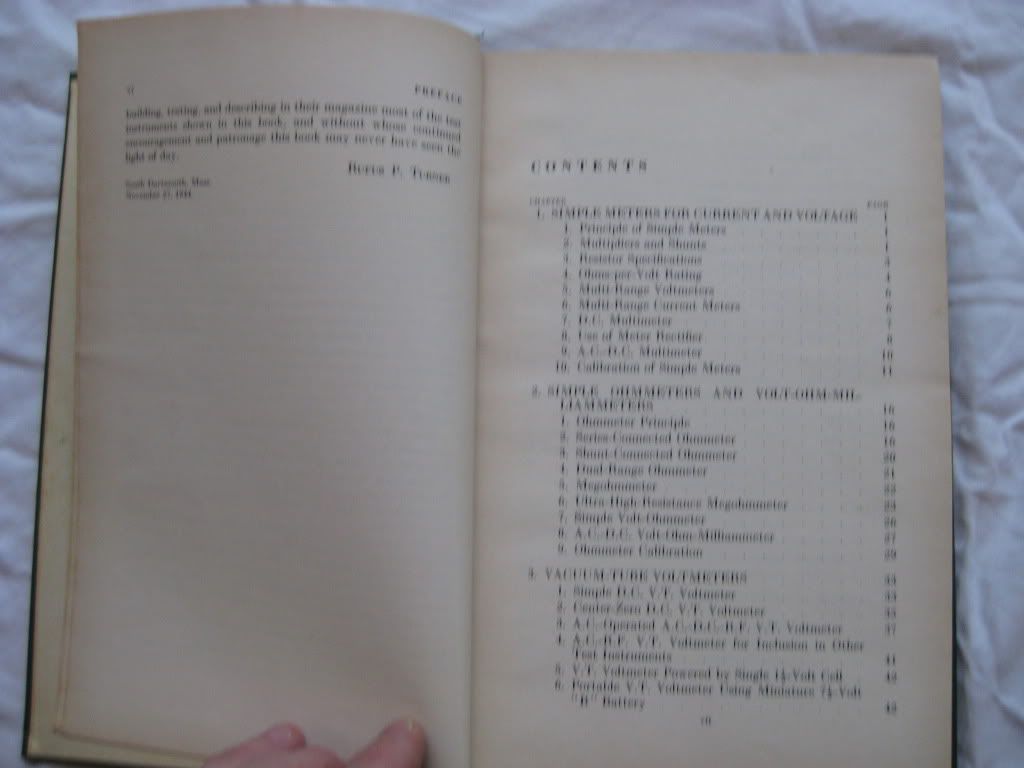 vi PREFACE
building, testing, and describing in their magazine most of the test
instruments shown in this book, and without whose continued
encouragement and patronage this book may never have seen the
light of day.
RUFUS P. TURNER
South Dartmouth, Mass.
November 27, 1944
CONTENTS
CHAPTER PAGE
1. SIMPLE METERS FOR CURRENT AND VOLTAGE 1
1. Principle of Simple Meters 1
2. Multipliers and Shunts 1
3. Resistor Specifications
4. Ohms-per-Volt Rating
5. Multi-Range Voltmeters
6. Multi-Range Current Meters 6
7. D.C. Multimeter 7
8. Use of Meter Rectifier 8
9. A.C.-D.C. Multimeter 10
10. Calibration of Simple Meters 11
2. SIMPLE OHMMETERS AND VOLT-OHM-MIL-
LIAMMETERS 16
1. Ohmmeter Principle 16
2. Series-Connected Ohmmeter 16
3. Shunt-Connected Ohmmeter 20
4. Dual-Range Ohmmeter 21
5. Megohmmeter 22
6. Ultra-High-Resistance Megohmmeter 23
7. Simple Volt-Ohmmeter 26
8. A.C.-D.C. Volt-Ohm-Milliammeter 27
9. Ohmmeter Calibration 29
3. VACUUM-TUBE VOLTMETERS 33
1. Simple D.C. V.T. Voltmeter 33
2. Center-Zero D.C. V.T. Voltmeter 35
3. A.C.-Operated A.C.-D.C.-R.F. V.T. Voltmeter 37
4. A.C.-R.F. V.T. Voltmeter for Inclusion in Other
Test Instruments 41
5. V.T. Voltmeter Powered by Single 1½-Volt Cell 43
6. Portable V.T. Voltmeter Using Miniature 7½-Volt
"B" Battery 45
vii